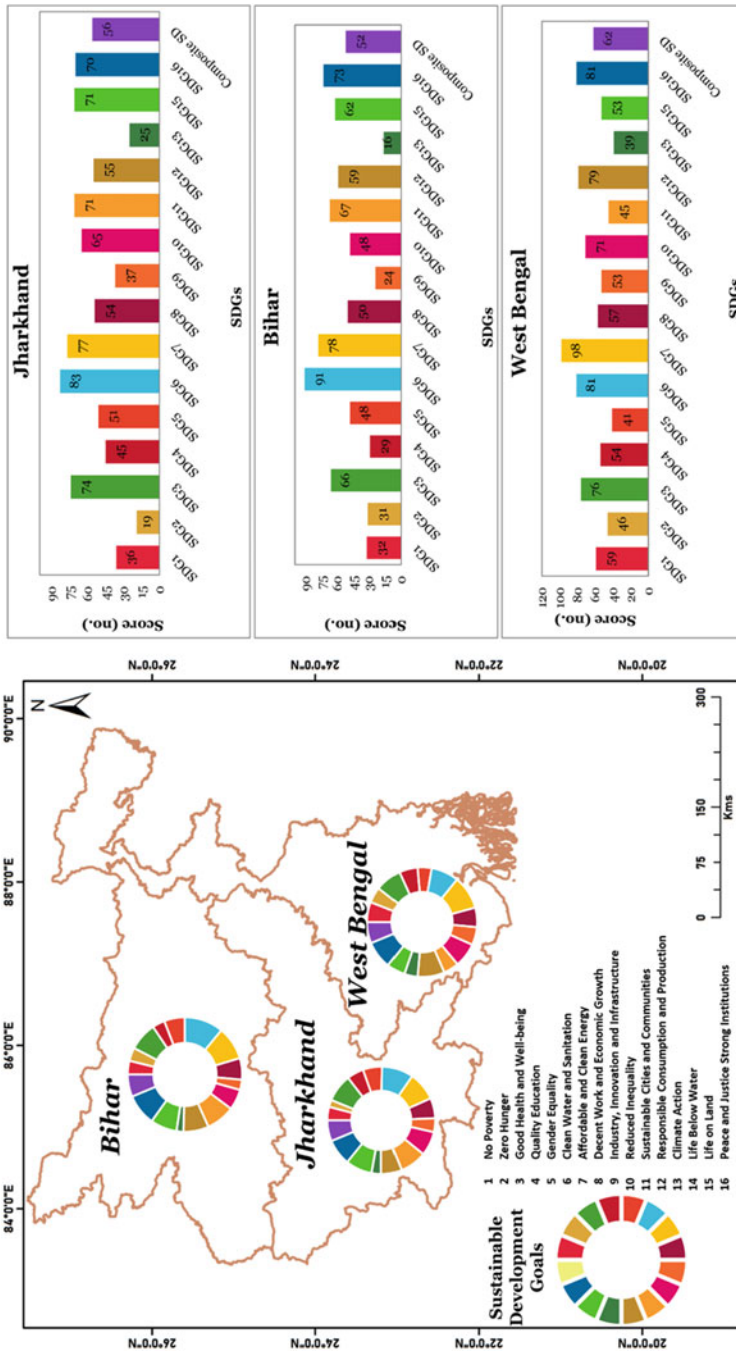 84°0'0"E
86°0'0"E
88°0'0"E
90°0'0"E
N
26°0'0"N
24°0'0"N
22°0'0"N
20°0'0"N
26°0'0"N
24°0'0"N
22°0'0"N
20°0'0"N
Bihar
Jharkhand
West Bengal
Sustainable
Development
Goals
1 No Poverty
2 Zero Hunger
3 Good Health and Well-being
4 Quality Education
5 Gender Equality
6 Clean Water and Sanitation
7 Affordable and Clean Energy
8 Decent Work and Economic Growth
9 Industry, Innovation and Infrastructure
10 Reduced Inequality
11 Sustainable Cities and Communities
12 Responsible Consumption and Production
13 Climate Action
14 Life Below Water
15 Life on Land
16 Peace and Justice Strong Institutions
0 75 150 300
Kms
Jharkhand
Score (no.)
90
75
60
45
30
15
0
36 19 74 45 51 83 77 54 37 65 71 55 25 71 70 56
SDG1 SDG2 SDG3 SDG4 SDG5 SDG6 SDG7 SDG8 SDG9 SDG10 SDG11 SDG12 SDG13 SDG15 SDG16 Composite SD
SDGs
Bihar
Score (no.)
90
75
60
45
30
15
0
32 31 66 29 48 91 78 50 24 48 67 59 16 62 73 52
SDG1 SDG2 SDG3 SDG4 SDG5 SDG6 SDG7 SDG8 SDG9 SDG10 SDG11 SDG12 SDG13 SDG15 SDG16 Composite SD
SDGs
West Bengal
Score (no.)
120
100
80
60
40
20
0
59 46 76 54 41 81 98 57 53 71 45 79 39 53 81 62
SDG1 SDG2 SDG3 SDG4 SDG5 SDG6 SDG7 SDG8 SDG9 SDG10 SDG11 SDG12 SDG13 SDG15 SDG16 Composite SD
SDGs